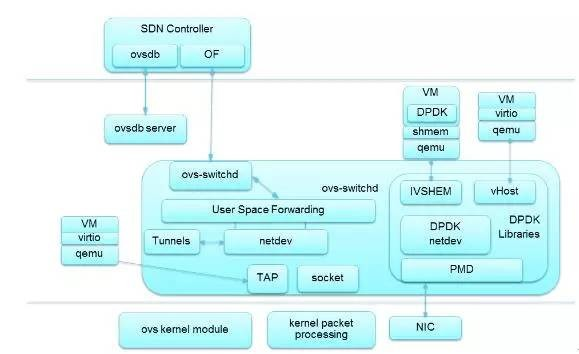 SDN Controller
ovsdb
OF
ovsdb server
VM
DPDK
shmem
qemu
VM
virtio
qemu
ovs-switchd
ovs-switchd
IVSHEM
vHost
User Space Forwarding
DPDK
Libraries
Tunnels
netdev
DPDK
netdev
VM
virtio
qemu
TAP
socket
PMD
ovs kernel module
kernel packet
processing
NIC